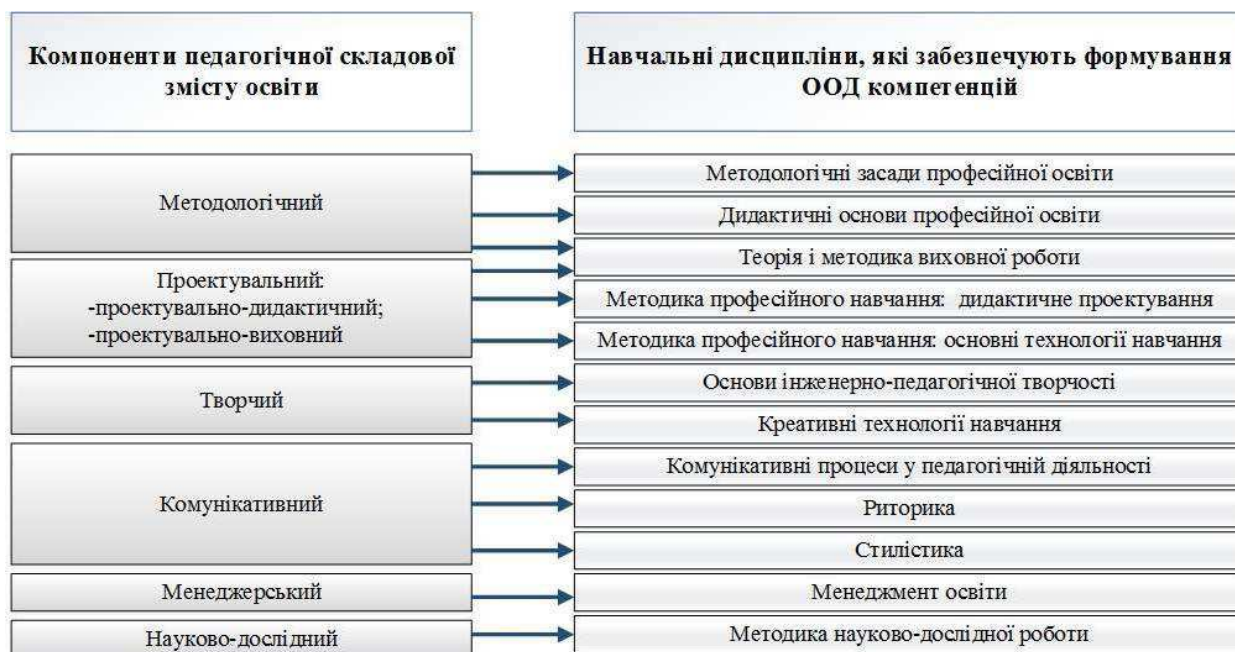 Компоненти педагогічної складової
змісту освіти
Навчальні дисципліни, які забезпечують формування
ООД компетенцій
Методологічний
Методологічні засади професійної освіти
Дидактичні основи професійної освіти
Теорія і методика виховної роботи
Проектувальний:
-проектувально-дидактичний;
-проектувально-виховний
Методика професійного навчання: дидактичне проектування
Методика професійного навчання: основні технології навчання
Творчий
Основи інженерно-педагогічної творчості
Креативні технології навчання
Комунікативний
Комунікативні процеси у педагогічній діяльності
Риторика
Стилістика
Менеджерський
Менеджмент освіти
Науково-дослідний
Методика науково-дослідної роботи